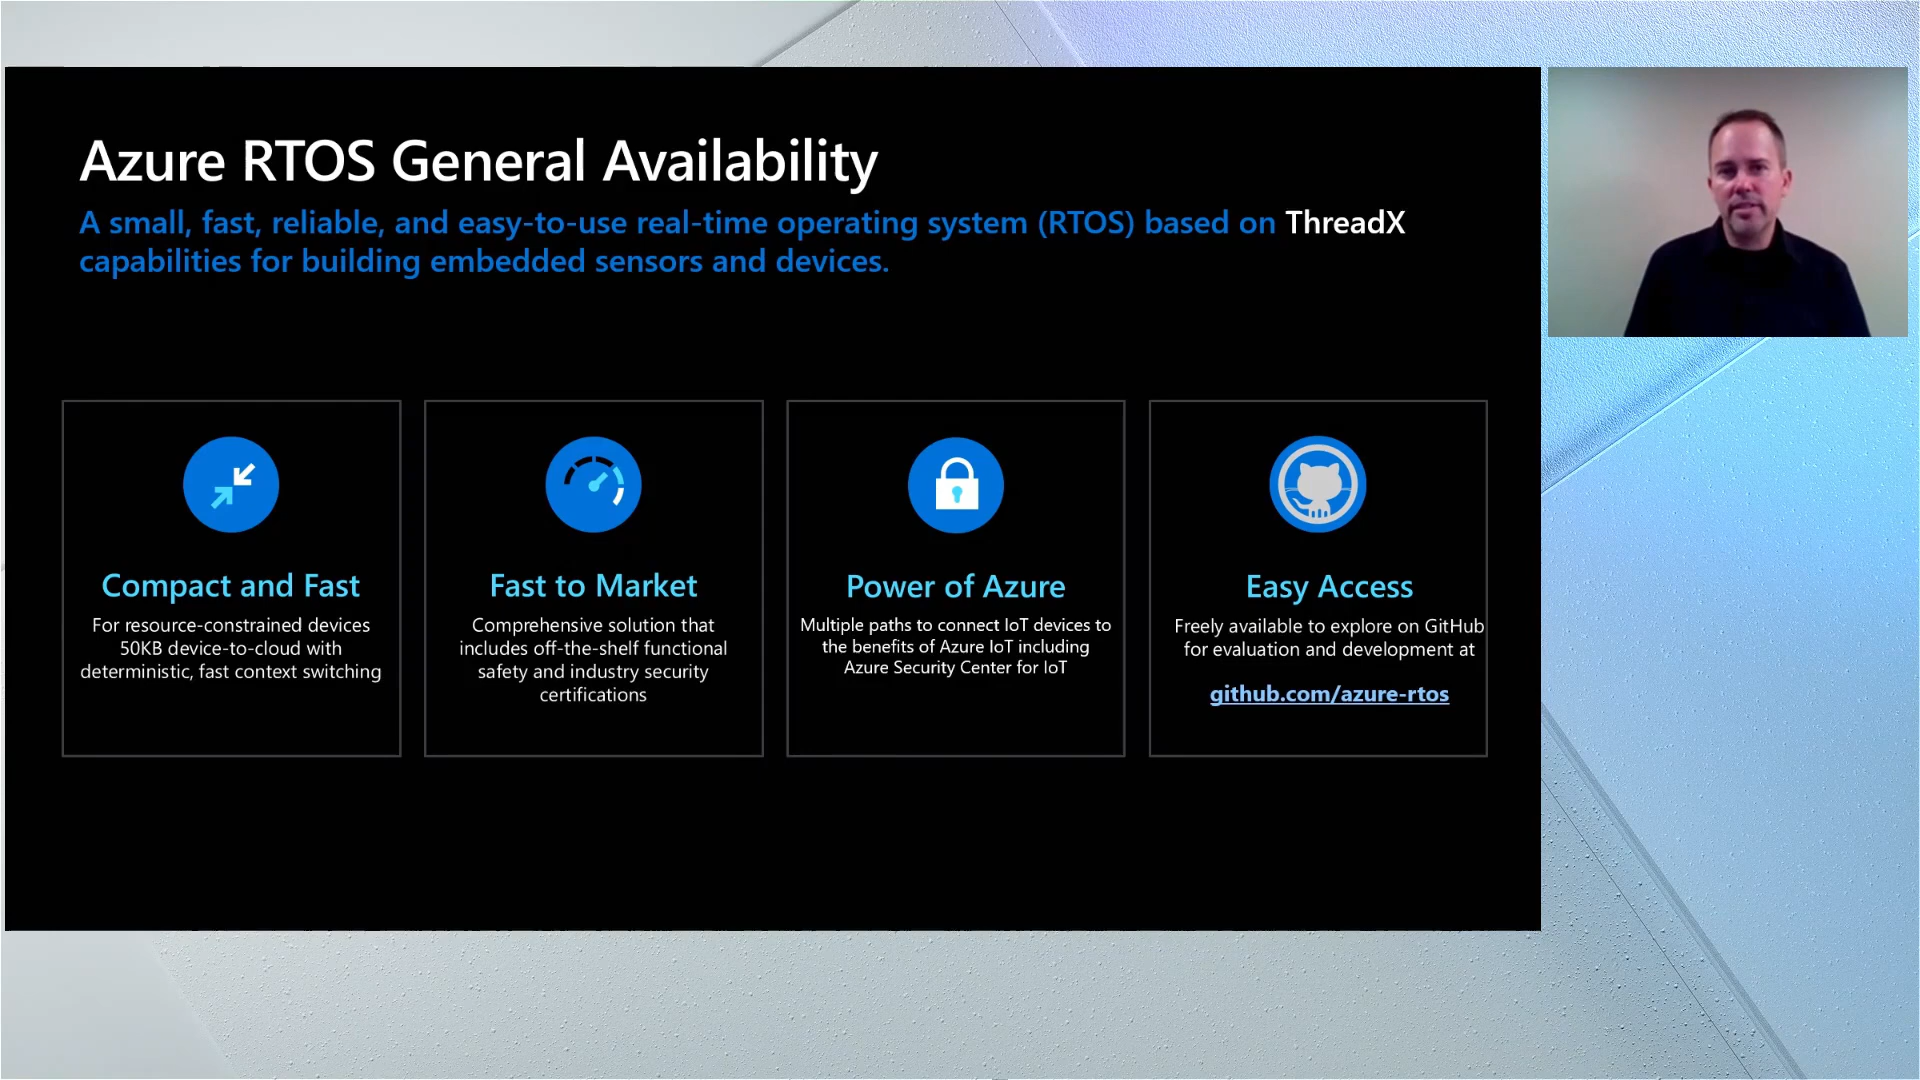 Azure RTOS General Availability
A small, fast, reliable, and easy-to-use real-time operating system (RTOS) based on ThreadX
capabilities for building embedded sensors and devices.
Compact and Fast
For resource-constrained devices
50KB device-to-cloud with
deterministic, fast context switching
Fast to Market
Comprehensive solution that
includes off-the-shelf functional
safety and industry security
certifications
Power of Azure
Multiple paths to connect IoT devices to
the benefits of Azure IoT including
Azure Security Center for IoT
Easy Access
Freely available to explore on GitHub
for evaluation and development at
github.com/azure-rtos